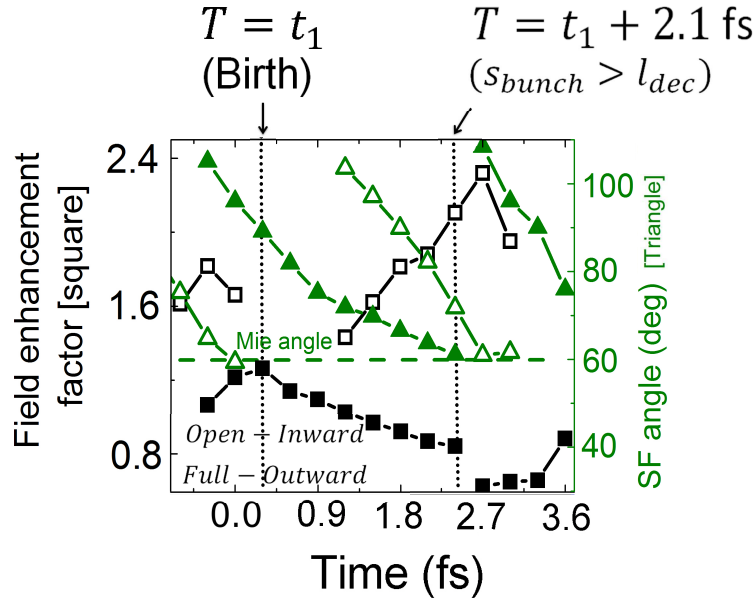 T = t₁
(Birth)
T = t₁ + 2.1 fs
(s_bunch > l_dec)
Field enhancement
factor [square]
2.4
1.6
0.8
Mie angle
Open − Inward
Full − Outward
100
80
60
40
SF angle (deg) [Triangle]
0.0 0.9 1.8 2.7 3.6
Time (fs)